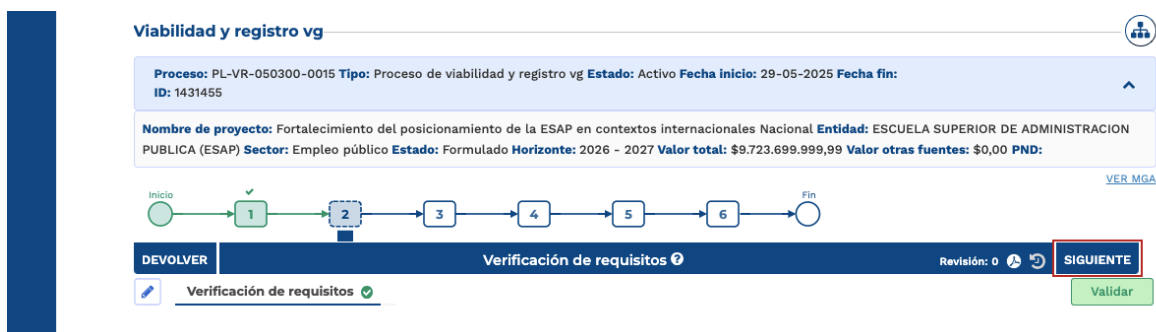 Viabilidad y registro vg
Proceso: PL-VR-050300-0015 Tipo: Proceso de viabilidad y registro vg Estado: Activo Fecha inicio: 29-05-2025 Fecha fin:
ID: 1431455
Nombre de proyecto: Fortalecimiento del posicionamiento de la ESAP en contextos internacionales Nacional Entidad: ESCUELA SUPERIOR DE ADMINISTRACION
PUBLICA (ESAP) Sector: Empleo público Estado: Formulado Horizonte: 2026 - 2027 Valor total: $9.723.699.999,99 Valor otras fuentes: $0,00 PND:
VER MGA
Inicio Fin
1 2 3 4 5 6
DEVOLVER Verificación de requisitos ? Revisión: 0 SIGUIENTE
Verificación de requisitos Validar